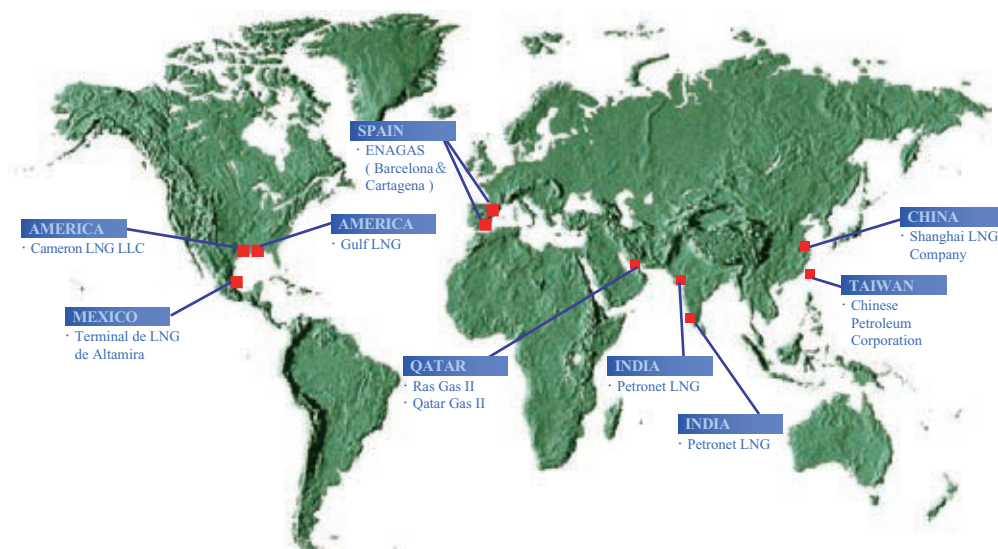 SPAIN
· ENAGAS
( Barcelona &
Cartagena )
AMERICA
· Cameron LNG LLC
AMERICA
· Gulf LNG
CHINA
· Shanghai LNG
Company
MEXICO
· Terminal de LNG
de Altamira
TAIWAN
· Chinese
Petroleum
Corporation
QATAR
· Ras Gas II
· Qatar Gas II
INDIA
· Petronet LNG
INDIA
· Petronet LNG